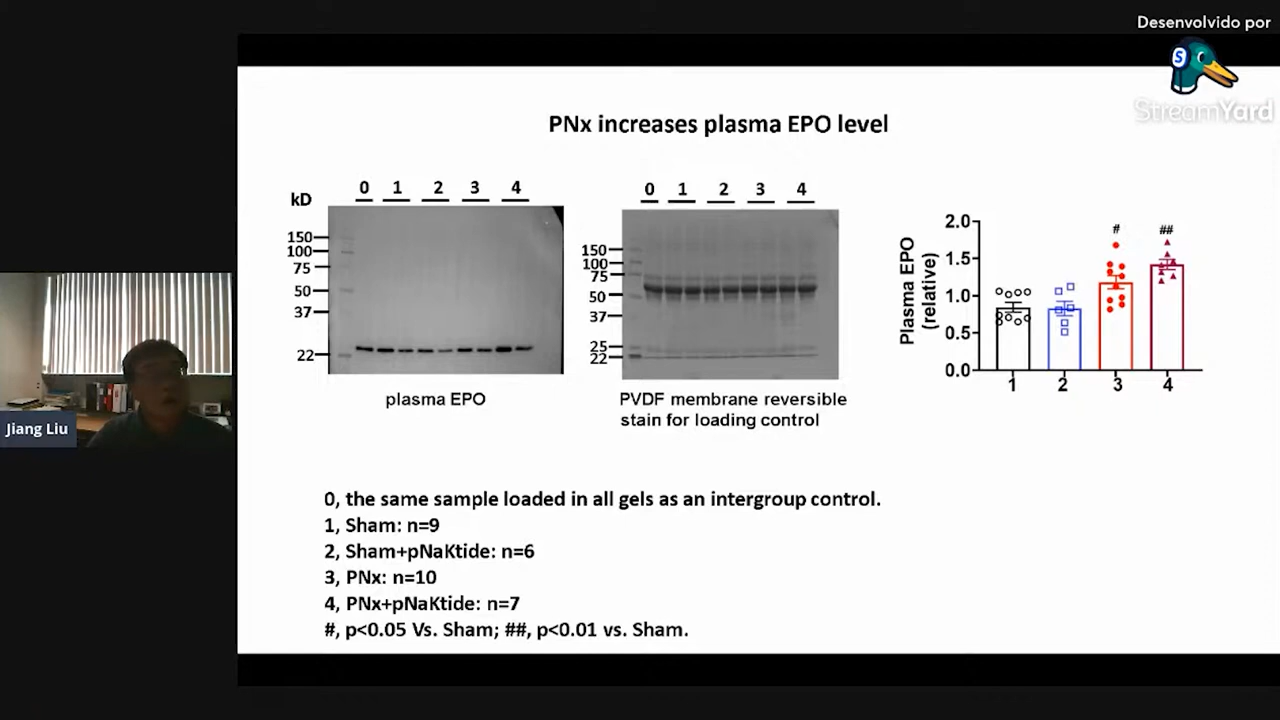 Desenvolvido por
S
StreamYard
PNx increases plasma EPO level
kD
0 1 2 3 4
150
100
75
50
37
22
plasma EPO
0 1 2 3 4
150
100
75
50
37
25
22
PVDF membrane reversible
stain for loading control
Plasma EPO
(relative)
2.0
1.5
1.0
0.5
0.0
# ##
1 2 3 4
Jiang Liu
0, the same sample loaded in all gels as an intergroup control.
1, Sham: n=9
2, Sham+pNaKtide: n=6
3, PNx: n=10
4, PNx+pNaKtide: n=7
#, p<0.05 Vs. Sham; ##, p<0.01 vs. Sham.